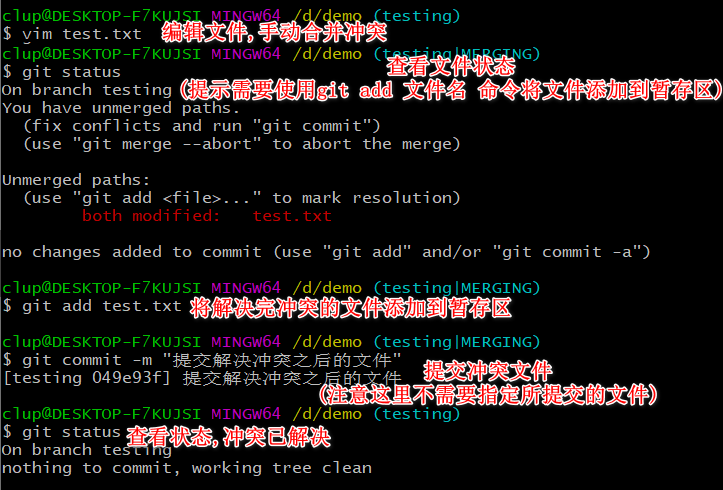 clup@DESKTOP-F7KUJSI MINGW64 /d/demo (testing)
$ vim test.txt 编辑文件,手动合并冲突
clup@DESKTOP-F7KUJSI MINGW64 /d/demo (testing|MERGING)
$ git status 查看文件状态
On branch testing (提示需要使用git add 文件名 命令将文件添加到暂存区)
You have unmerged paths.
(fix conflicts and run "git commit")
(use "git merge --abort" to abort the merge)
Unmerged paths:
(use "git add <file>..." to mark resolution)
both modified: test.txt
no changes added to commit (use "git add" and/or "git commit -a")
clup@DESKTOP-F7KUJSI MINGW64 /d/demo (testing|MERGING)
$ git add test.txt 将解决完冲突的文件添加到暂存区
clup@DESKTOP-F7KUJSI MINGW64 /d/demo (testing|MERGING)
$ git commit -m "提交解决冲突之后的文件"
[testing 049e93f] 提交解决冲突之后的文件 提交冲突文件
(注意这里不需要指定所提交的文件)
clup@DESKTOP-F7KUJSI MINGW64 /d/demo (testing)
$ git status 查看状态,冲突已解决
On branch testing
nothing to commit, working tree clean